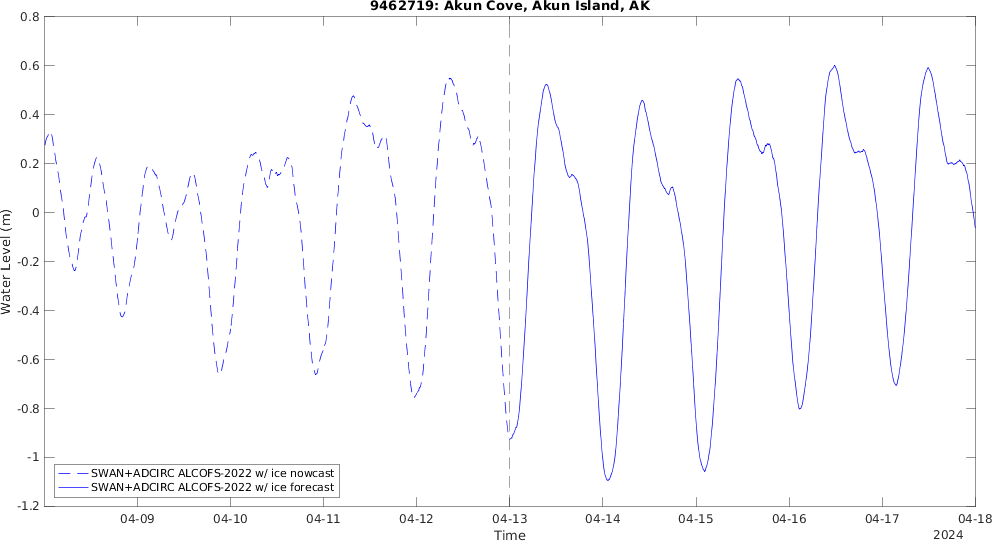 9462719: Akun Cove, Akun Island, AK
0.8
0.6
0.4
0.2
0
-0.2
-0.4
-0.6
-0.8
-1
-1.2
Water Level (m)
SWAN+ADCIRC ALCOFS-2022 w/ ice nowcast
SWAN+ADCIRC ALCOFS-2022 w/ ice forecast
04-09 04-10 04-11 04-12 04-13 04-14 04-15 04-16 04-17 04-18
Time
2024